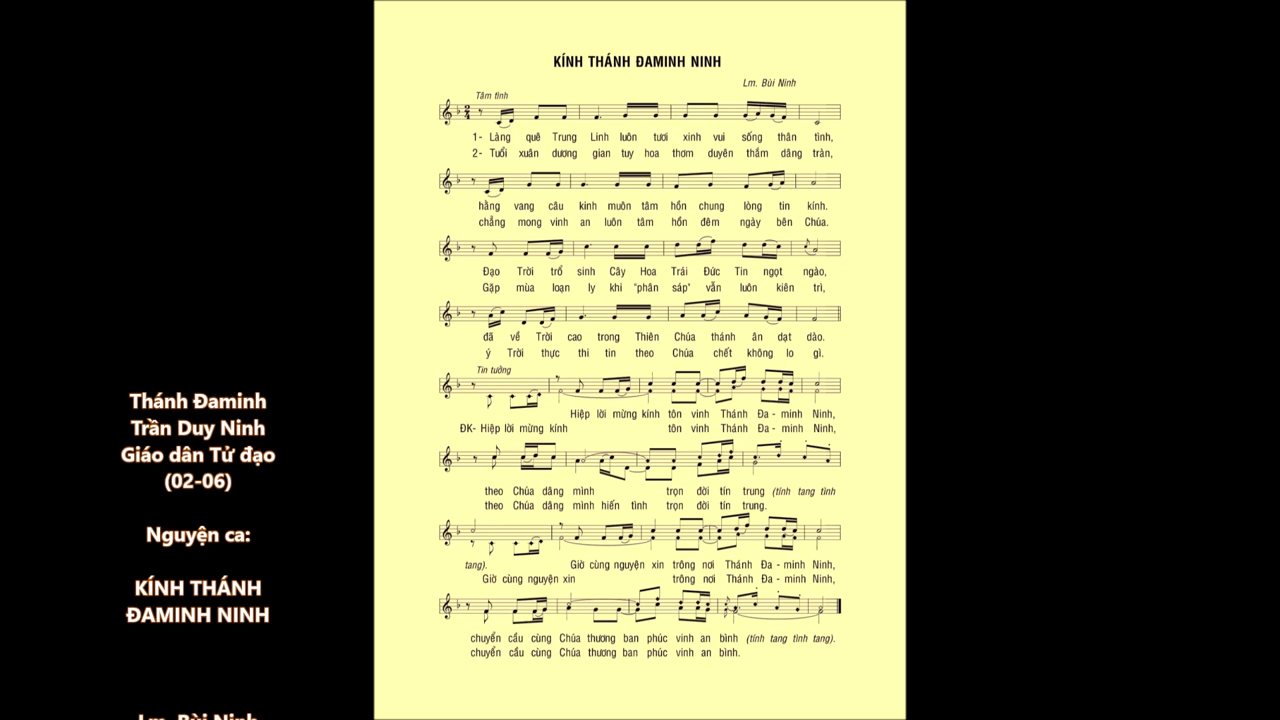 KÍNH THÁNH ĐAMINH NINH
Lm. Bùi Ninh
Tâm tình
1- Làng quê Trung Linh luôn tươi xinh vui sống thân tình,
2- Tuổi xuân dương gian tuy hoa thơm duyên thắm dâng tràn,
hằng vang câu kinh muôn tâm hồn chung lòng tin kính.
chẳng mong vinh an luôn tâm hồn đêm ngày bên Chúa.
Đạo Trời trổ sinh Cây Hoa Trái Đức Tin ngọt ngào,
Gặp mùa loạn ly khi "phân sáp" vẫn luôn kiên trì,
đã về Trời cao trong Thiên Chúa thánh ân dạt dào.
ý Trời thực thi tin theo Chúa chết không lo gì.
Tin tưởng
Hiệp lời mừng kính tôn vinh Thánh Đa - minh Ninh,
ĐK- Hiệp lời mừng kính tôn vinh Thánh Đa - minh Ninh,
theo Chúa dâng mình trọn đời tín trung (tính tang tình
theo Chúa dâng mình hiến tình trọn đời tín trung.
tang). Giờ cùng nguyện xin trông nơi Thánh Đa - minh Ninh,
Giờ cùng nguyện xin trông nơi Thánh Đa - minh Ninh,
chuyển cầu cùng Chúa thương ban phúc vinh an bình (tính tang tình tang).
chuyển cầu cùng Chúa thương ban phúc vinh an bình.
Thánh Đaminh
Trần Duy Ninh
Giáo dân Tử đạo
(02-06)
Nguyện ca:
KÍNH THÁNH
ĐAMINH NINH
Lm. Bùi Ninh